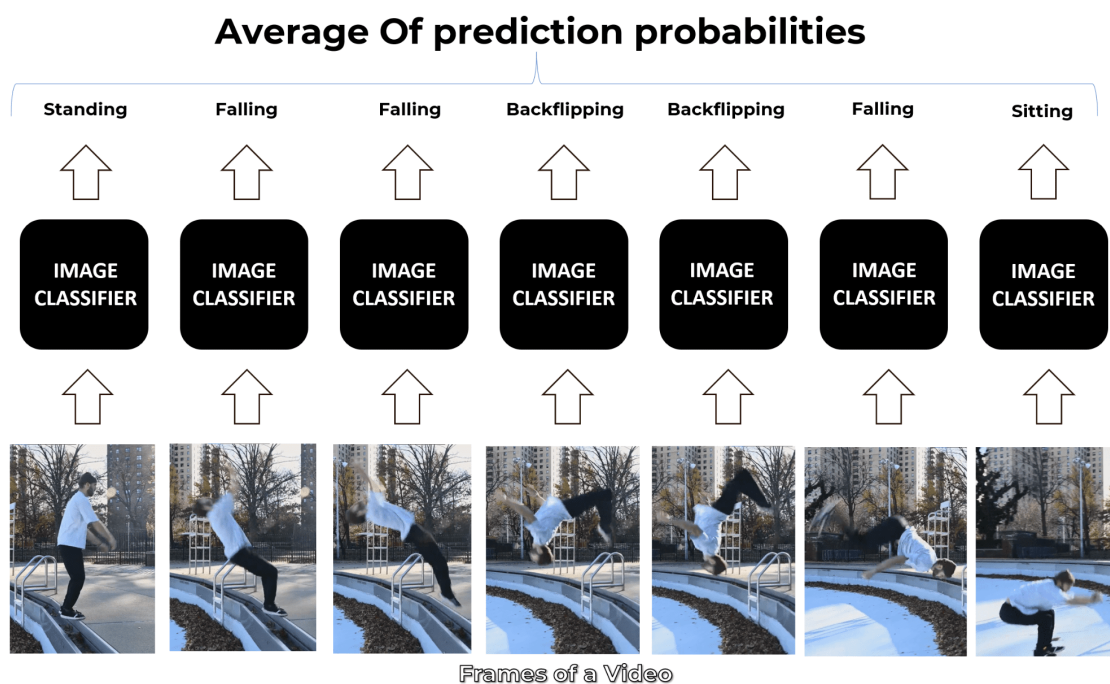 Average Of prediction probabilities
Standing
Falling
Falling
Backflipping
Backflipping
Falling
Sitting
IMAGE
CLASSIFIER
IMAGE
CLASSIFIER
IMAGE
CLASSIFIER
IMAGE
CLASSIFIER
IMAGE
CLASSIFIER
IMAGE
CLASSIFIER
IMAGE
CLASSIFIER
Frames of a Video